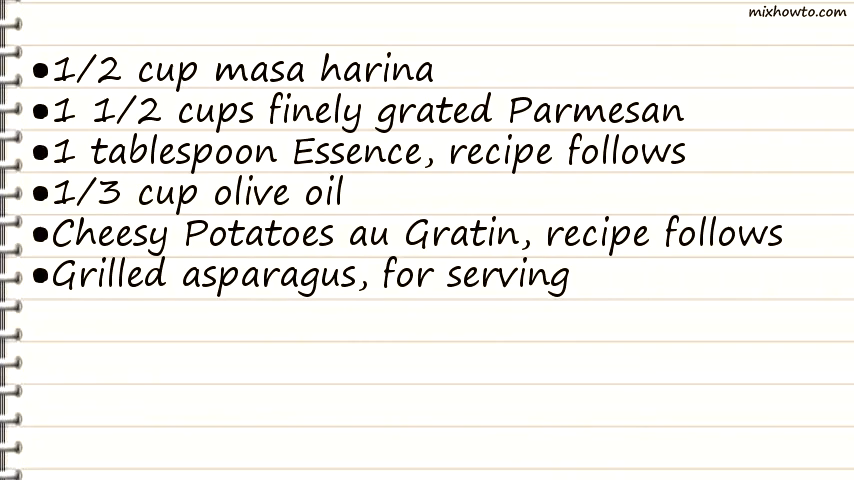 mixhowto.com
•1/2 cup masa harina
•1 1/2 cups finely grated Parmesan
•1 tablespoon Essence, recipe follows
•1/3 cup olive oil
•Cheesy Potatoes au Gratin, recipe follows
•Grilled asparagus, for serving